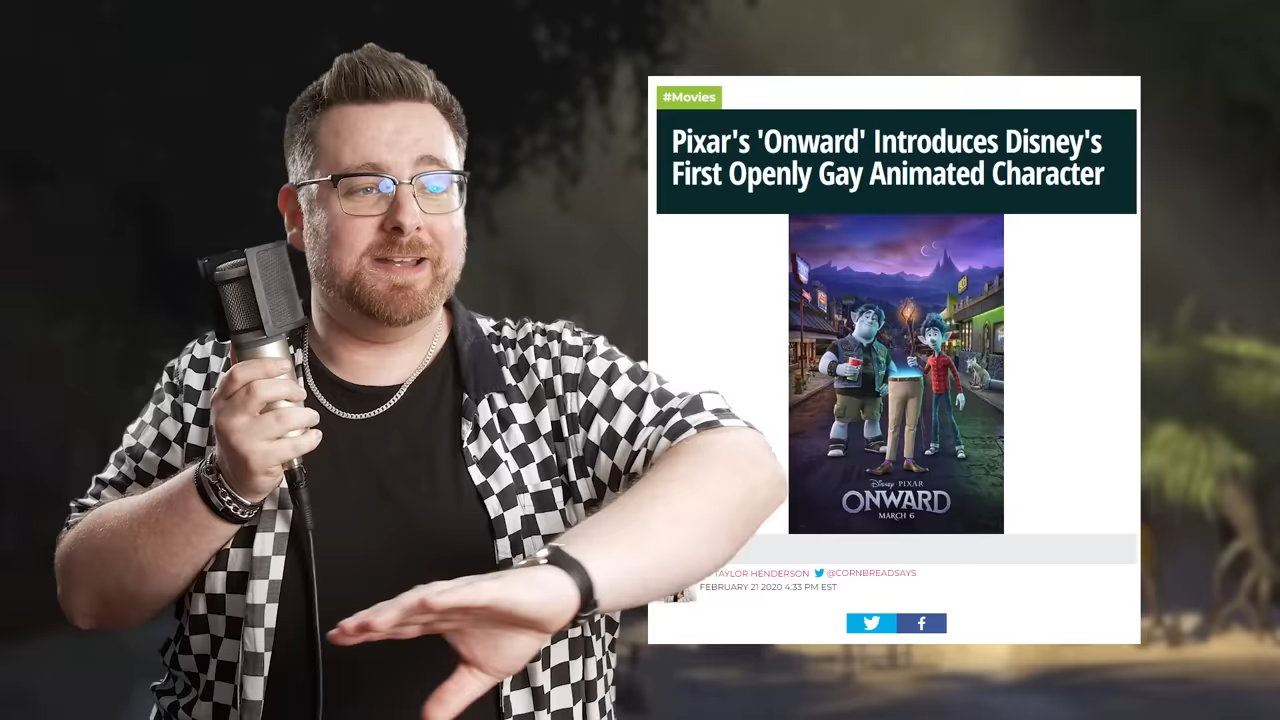 #Movies
Pixar's 'Onward' Introduces Disney's
First Openly Gay Animated Character
Disney PIXAR
ONWARD
MARCH 6
TAYLOR HENDERSON @CORNBREADSAYS
FEBRUARY 21 2020 4:33 PM EST